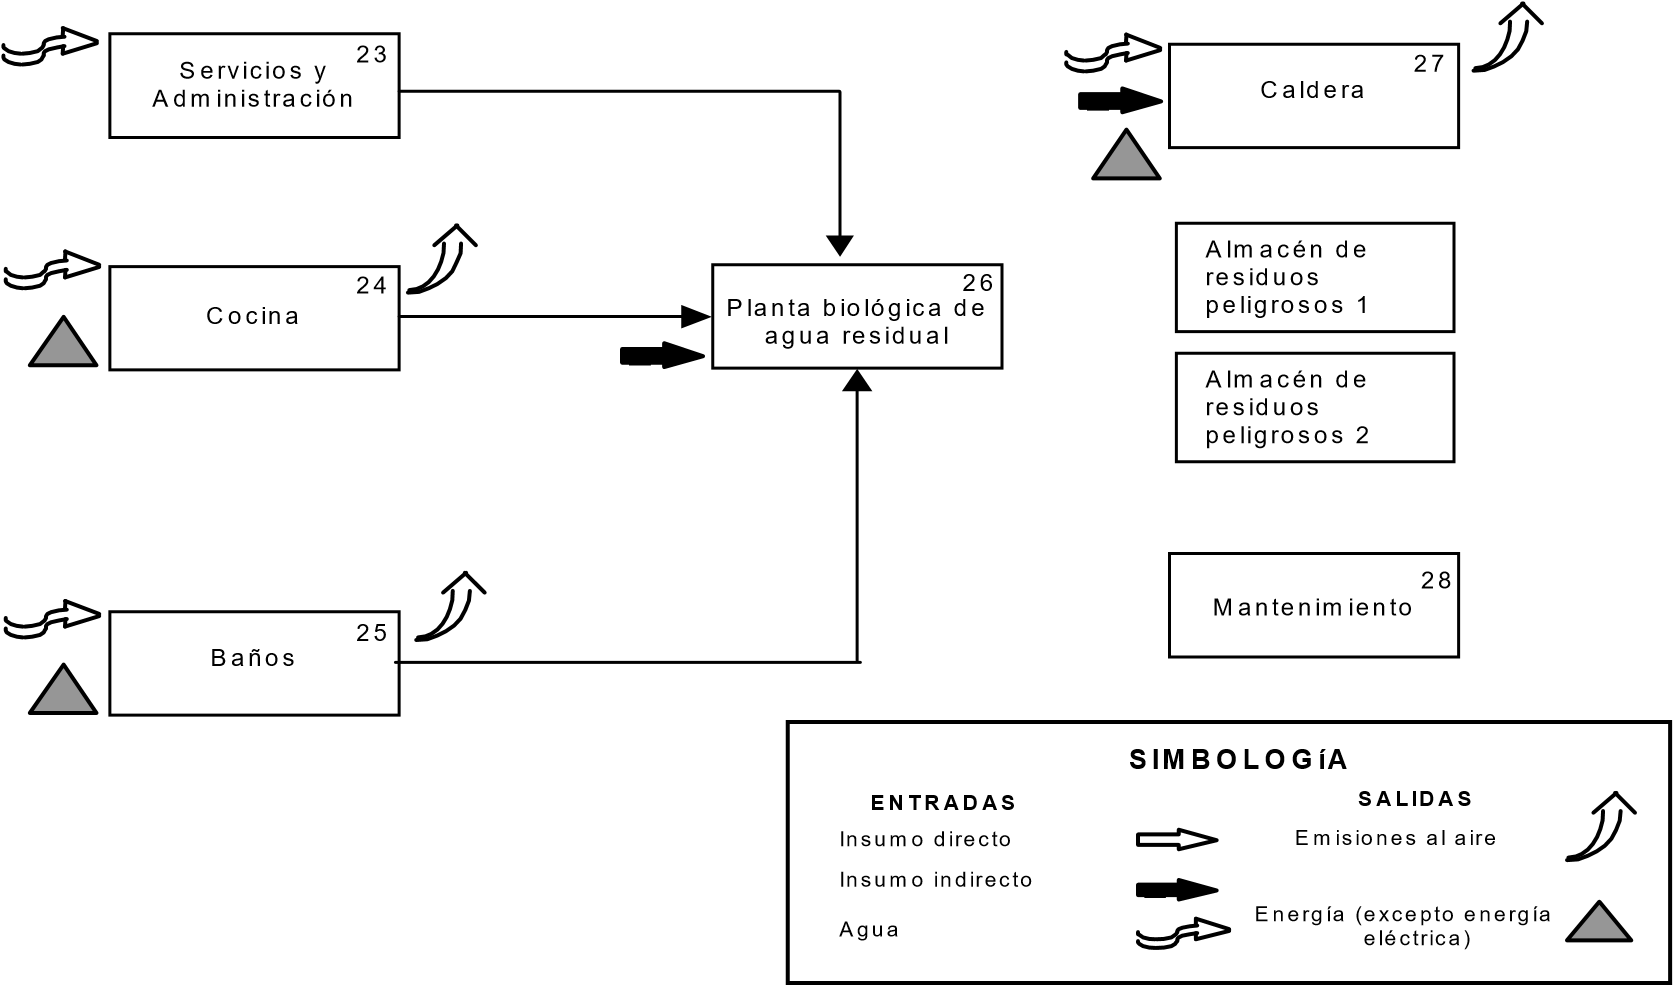 23
Servicios y
Administración
24
Cocina
25
Baños
26
Planta biológica de
agua residual
27
Caldera
Almacén de
residuos
peligrosos 1
Almacén de
residuos
peligrosos 2
28
Mantenimiento
SIMBOLOGíA
ENTRADAS
Insumo directo
Insumo indirecto
Agua
SALIDAS
Emisiones al aire
Energía (excepto energía
eléctrica)